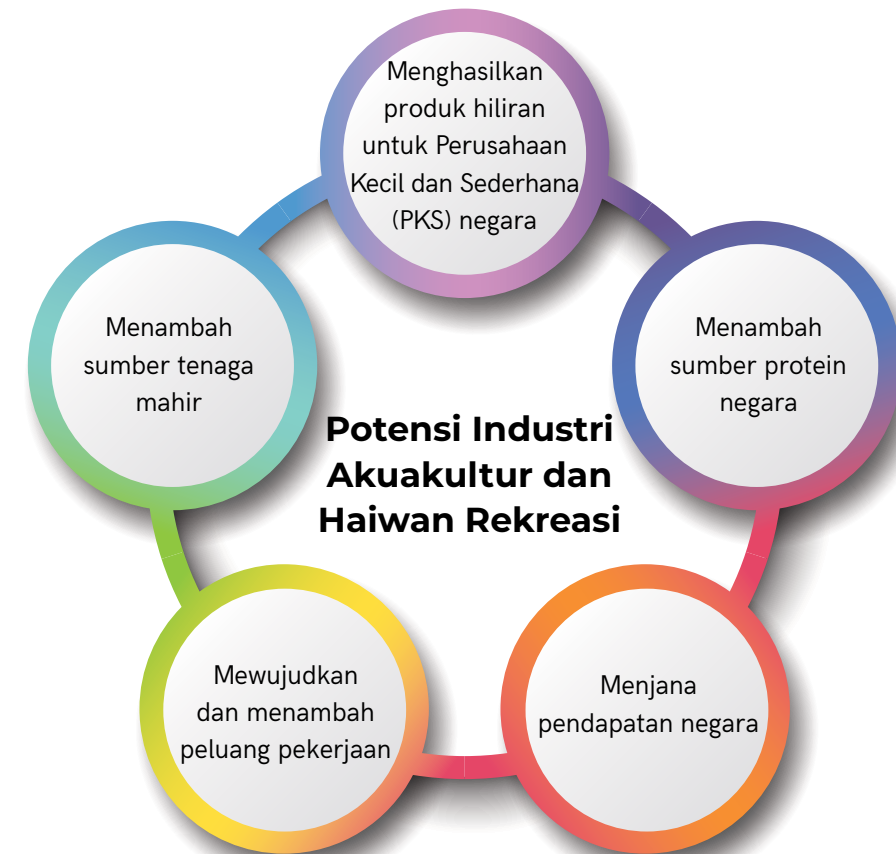 Menghasilkan
produk hiliran
untuk Perusahaan
Kecil dan Sederhana
(PKS) negara
Menambah
sumber protein
negara
Menjana
pendapatan negara
Mewujudkan
dan menambah
peluang pekerjaan
Menambah
sumber tenaga
mahir
Potensi Industri
Akuakultur dan
Haiwan Rekreasi